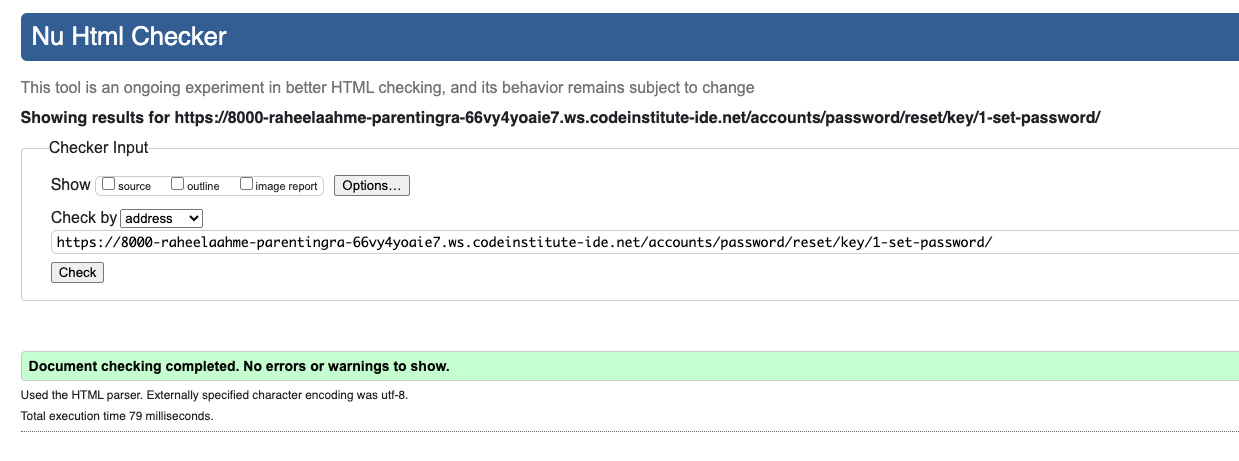 Nu Html Checker
This tool is an ongoing experiment in better HTML checking, and its behavior remains subject to change
Showing results for https://8000-raheelaahme-parentingra-66vy4yoaie7.ws.codeinstitute-ide.net/accounts/password/reset/key/1-set-password/
Checker Input
Show source outline image report Options...
Check by address
https://8000-raheelaahme-parentingra-66vy4yoaie7.ws.codeinstitute-ide.net/accounts/password/reset/key/1-set-password/
Check
Document checking completed. No errors or warnings to show.
Used the HTML parser. Externally specified character encoding was utf-8.
Total execution time 79 milliseconds.